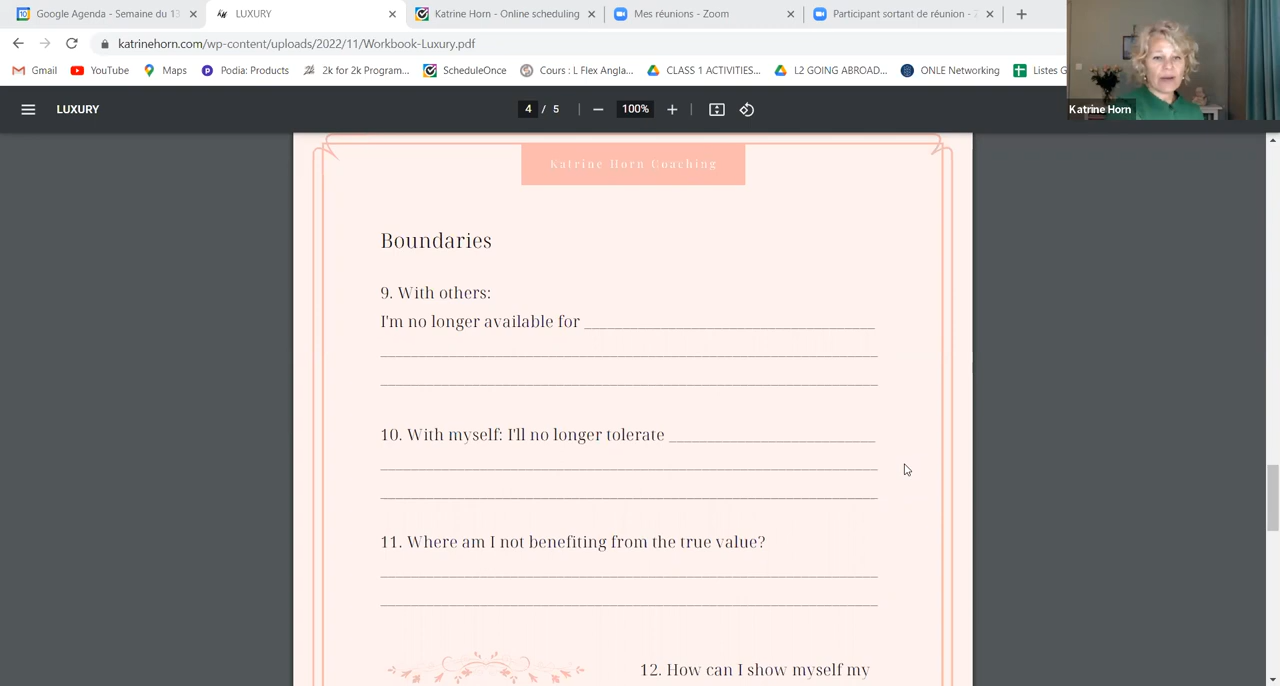 Google Agenda - Semaine du 13
LUXURY
Katrine Horn - Online scheduling
Mes réunions - Zoom
Participant sortant de réunion - Z
katrinehorn.com/wp-content/uploads/2022/11/Workbook-Luxury.pdf
Gmail
YouTube
Maps
Podia: Products
2k for 2k Program...
ScheduleOnce
Cours : L Flex Angla...
CLASS 1 ACTIVITIES...
L2 GOING ABROAD...
ONLE Networking
Listes G
LUXURY
4 / 5
100%
Katrine Horn
Katrine Horn Coaching
Boundaries
9. With others:
I'm no longer available for
10. With myself: I'll no longer tolerate
11. Where am I not benefiting from the true value?
12. How can I show myself my